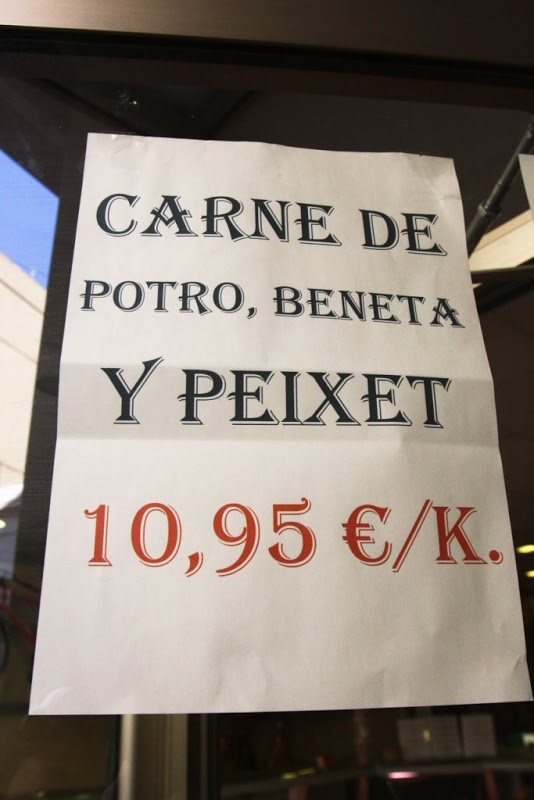 CARNE DE
POTRO, BENETA
Y PEIXET
10,95 €/K.